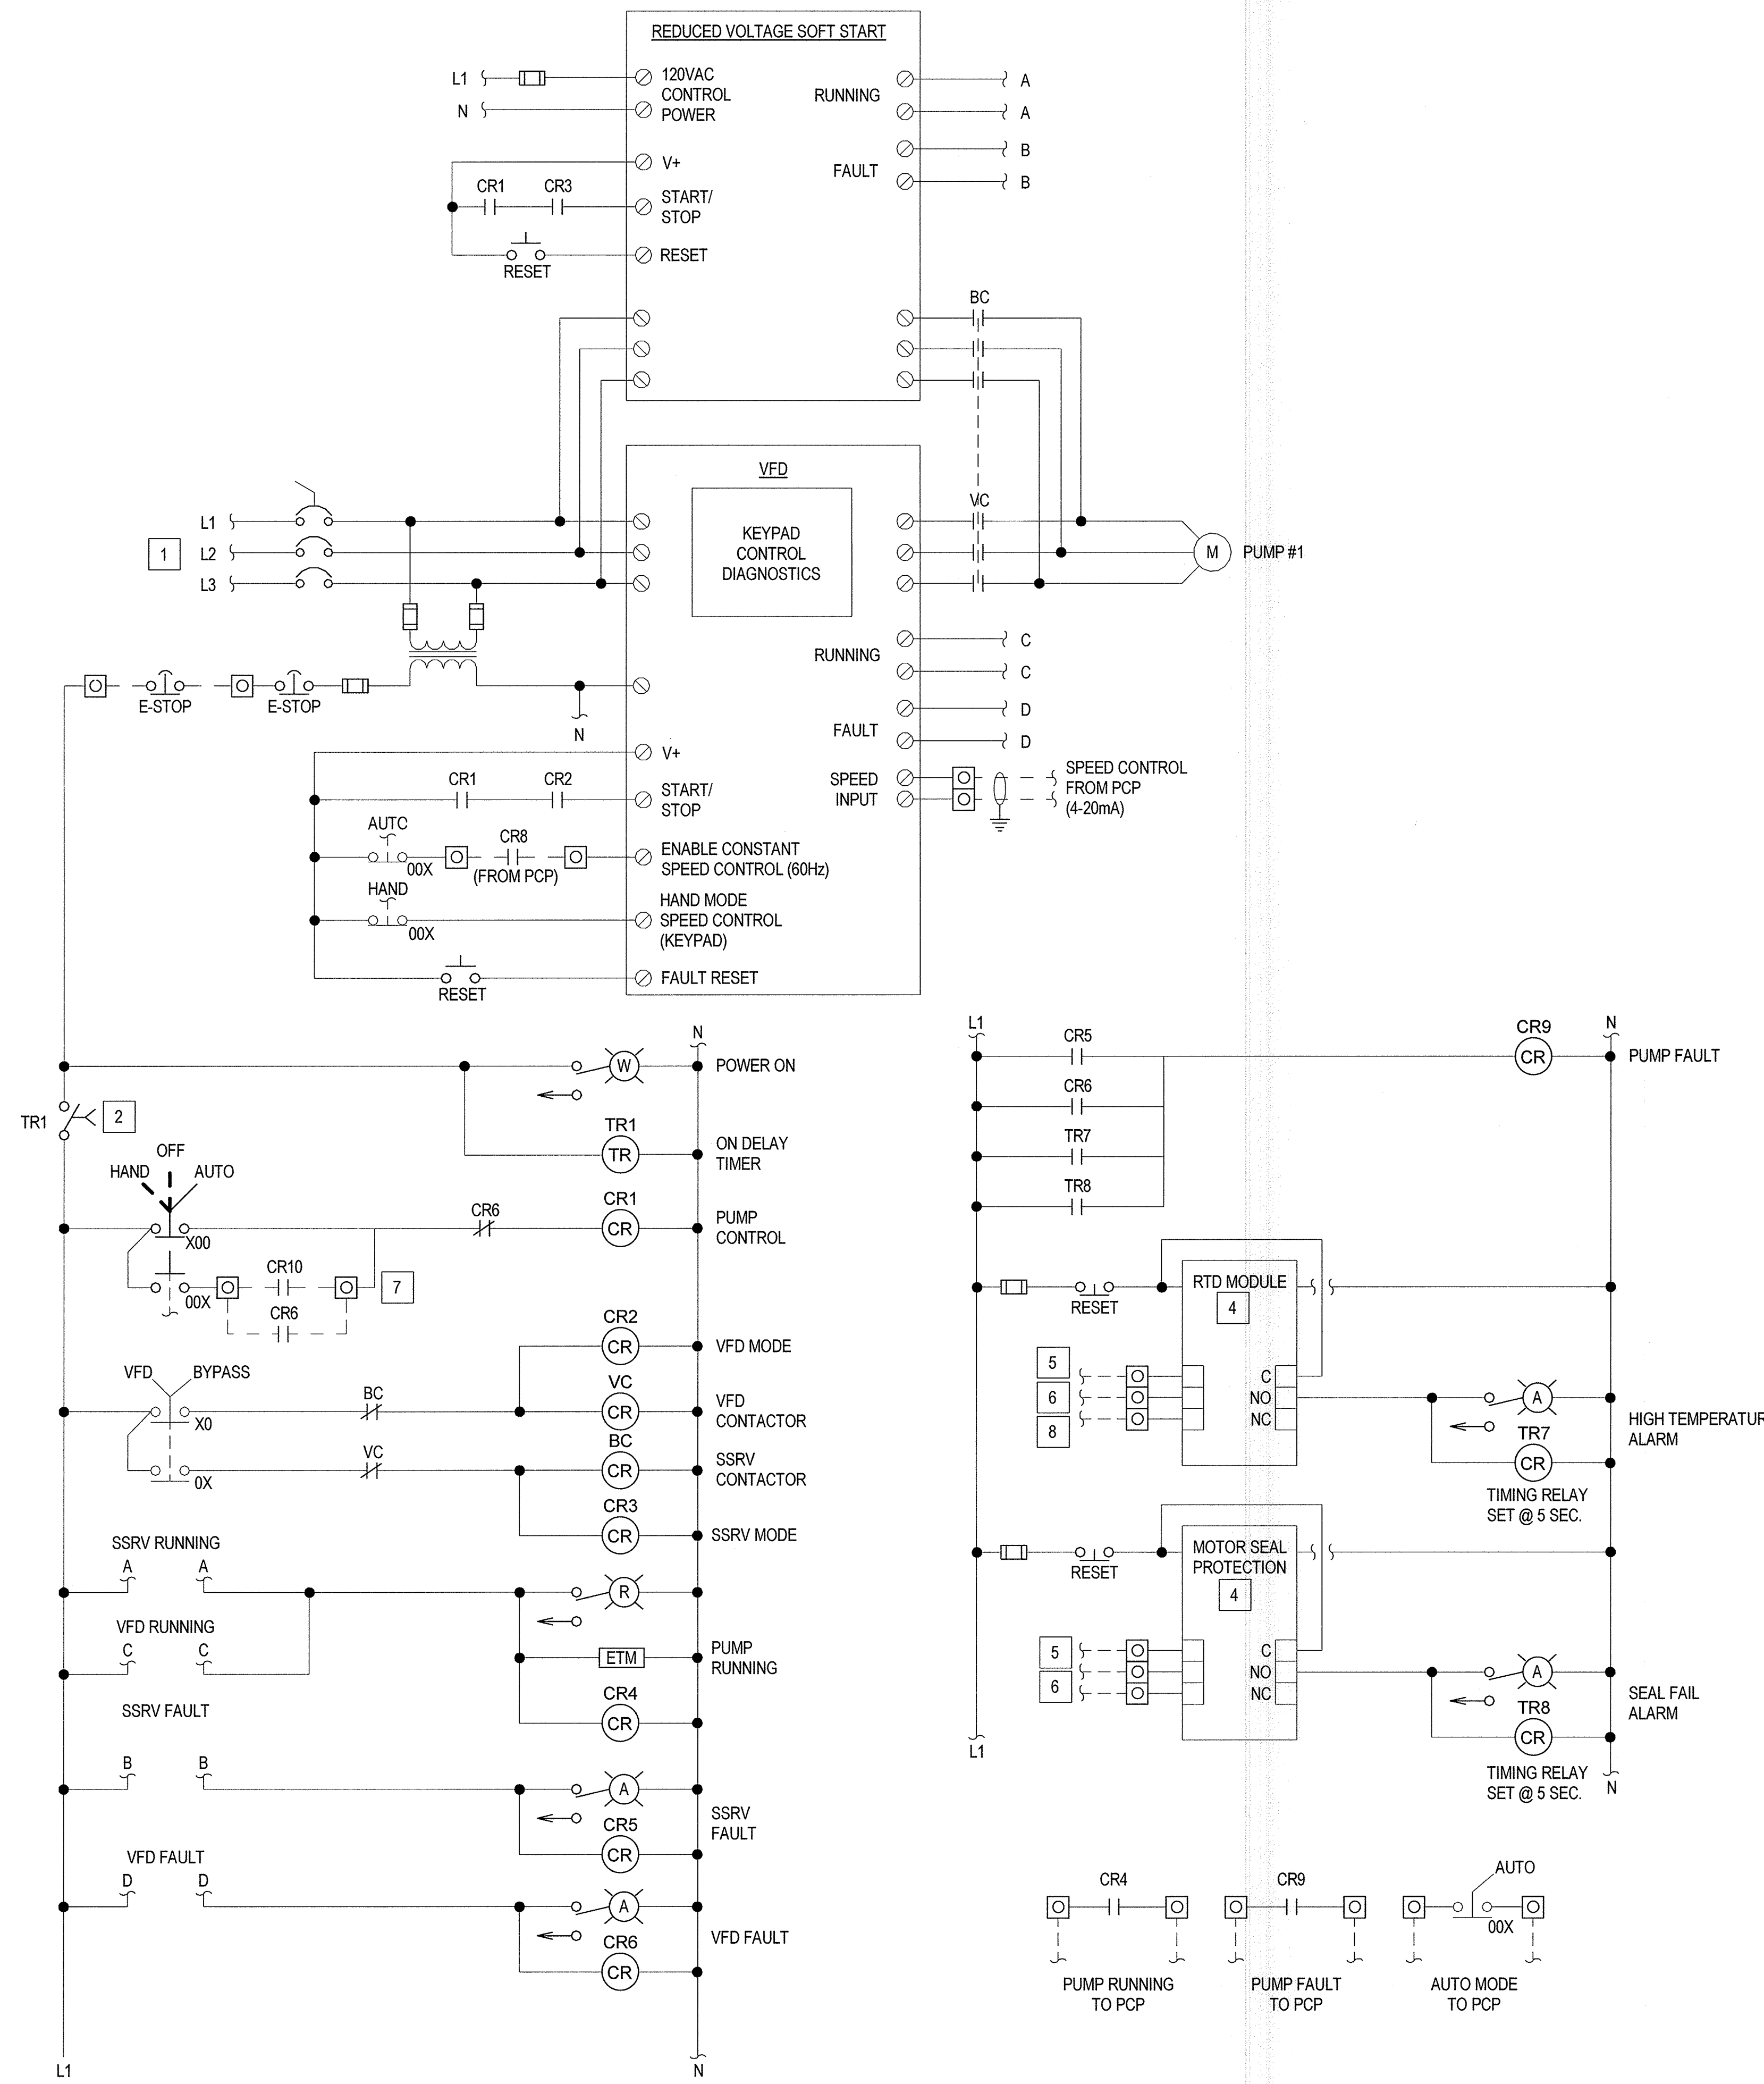 REDUCED VOLTAGE SOFT START
L1
120VAC
CONTROL
POWER
N
RUNNING
A
A
FAULT
B
B
V+
CR1
CR3
START/
STOP
RESET
RESET
BC
VFD
KEYPAD
CONTROL
DIAGNOSTICS
VC
1
L1
L2
L3
M
PUMP #1
RUNNING
C
C
FAULT
D
D
SPEED
INPUT
SPEED CONTROL
FROM PCP
(4-20mA)
E-STOP
E-STOP
N
V+
CR1
CR2
START/
STOP
AUTC
00X
CR8
(FROM PCP)
ENABLE CONSTANT
SPEED CONTROL (60Hz)
HAND
00X
HAND MODE
SPEED CONTROL
(KEYPAD)
RESET
FAULT RESET
N
W
POWER ON
TR1
2
TR1
TR
ON DELAY
TIMER
OFF
HAND
AUTO
X00
CR6
CR1
CR
PUMP
CONTROL
00X
CR10
CR6
7
CR2
CR
VFD MODE
VFD
BYPASS
X0
BC
VC
CR
VFD
CONTACTOR
0X
VC
BC
CR
SSRV
CONTACTOR
CR3
CR
SSRV MODE
SSRV RUNNING
A
A
R
VFD RUNNING
C
C
ETM
PUMP
RUNNING
CR4
CR
SSRV FAULT
B
B
A
CR5
CR
SSRV
FAULT
VFD FAULT
D
D
A
CR6
CR
VFD FAULT
L1
N
L1
CR5
CR9
CR
N
PUMP FAULT
CR6
TR7
TR8
RESET
RTD MODULE
4
5
6
8
C
NO
NC
A
HIGH TEMPERATUR
ALARM
TR7
CR
TIMING RELAY
SET @ 5 SEC.
RESET
MOTOR SEAL
PROTECTION
4
5
6
C
NO
NC
A
SEAL FAIL
ALARM
TR8
CR
TIMING RELAY
SET @ 5 SEC.
L1
N
CR4
PUMP RUNNING
TO PCP
CR9
PUMP FAULT
TO PCP
AUTO
00X
AUTO MODE
TO PCP